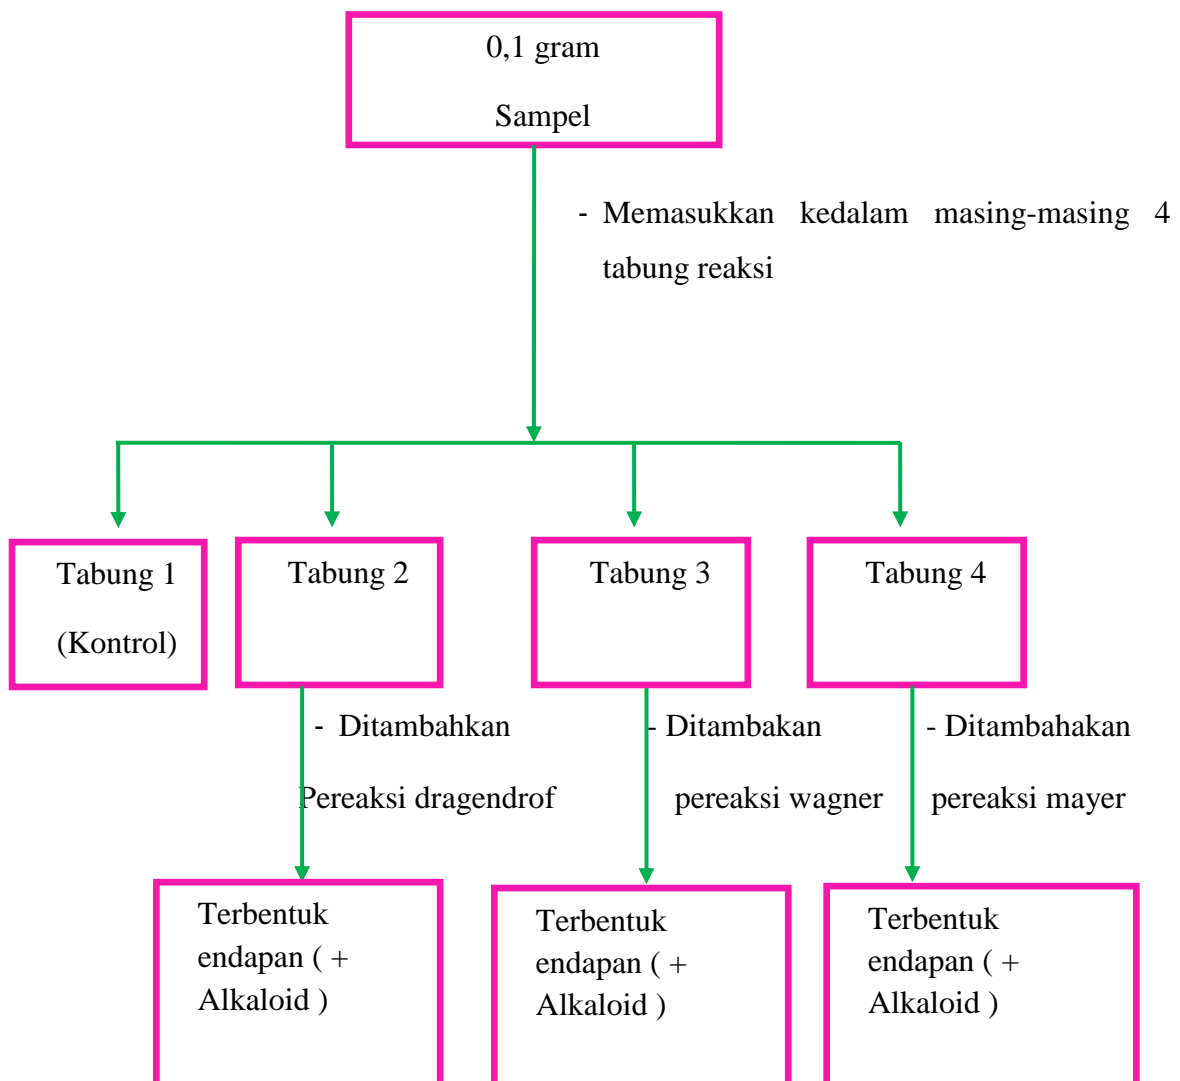 0,1 gram
Sampel
- Memasukkan kedalam masing-masing 4
tabung reaksi
Tabung 1
(Kontrol)
Tabung 2
Tabung 3
Tabung 4
- Ditambahkan
Pereaksi dragendrof
- Ditambakan
pereaksi wagner
- Ditambahakan
pereaksi mayer
Terbentuk
endapan ( +
Alkaloid )
Terbentuk
endapan ( +
Alkaloid )
Terbentuk
endapan ( +
Alkaloid )